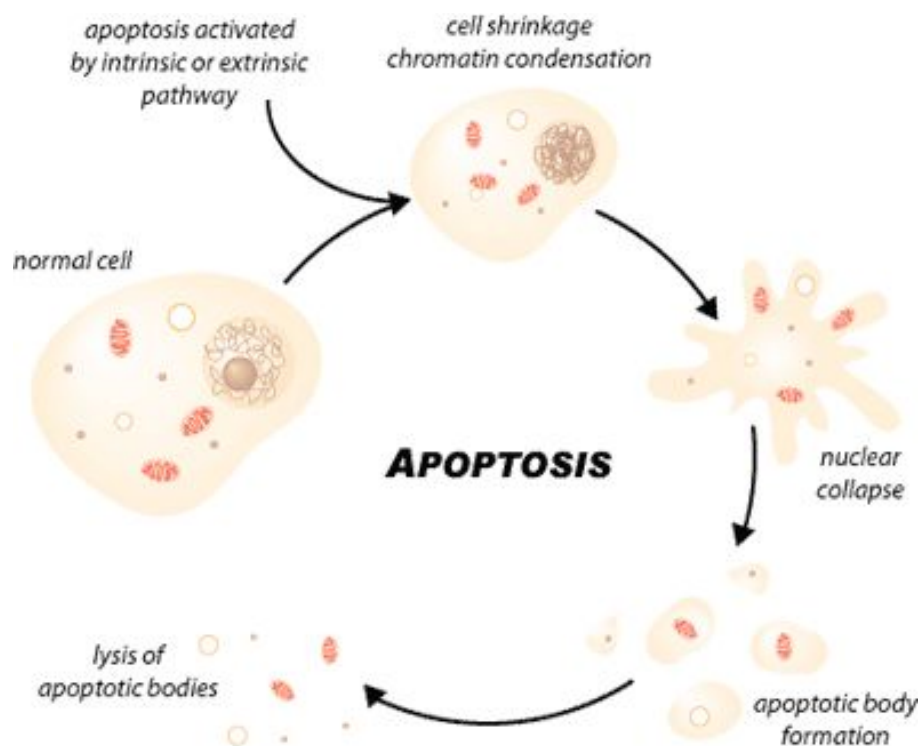 apoptosis activated
by intrinsic or extrinsic
pathway
cell shrinkage
chromatin condensation
normal cell
APOPTOSIS
nuclear
collapse
lysis of
apoptotic bodies
apoptotic body
formation